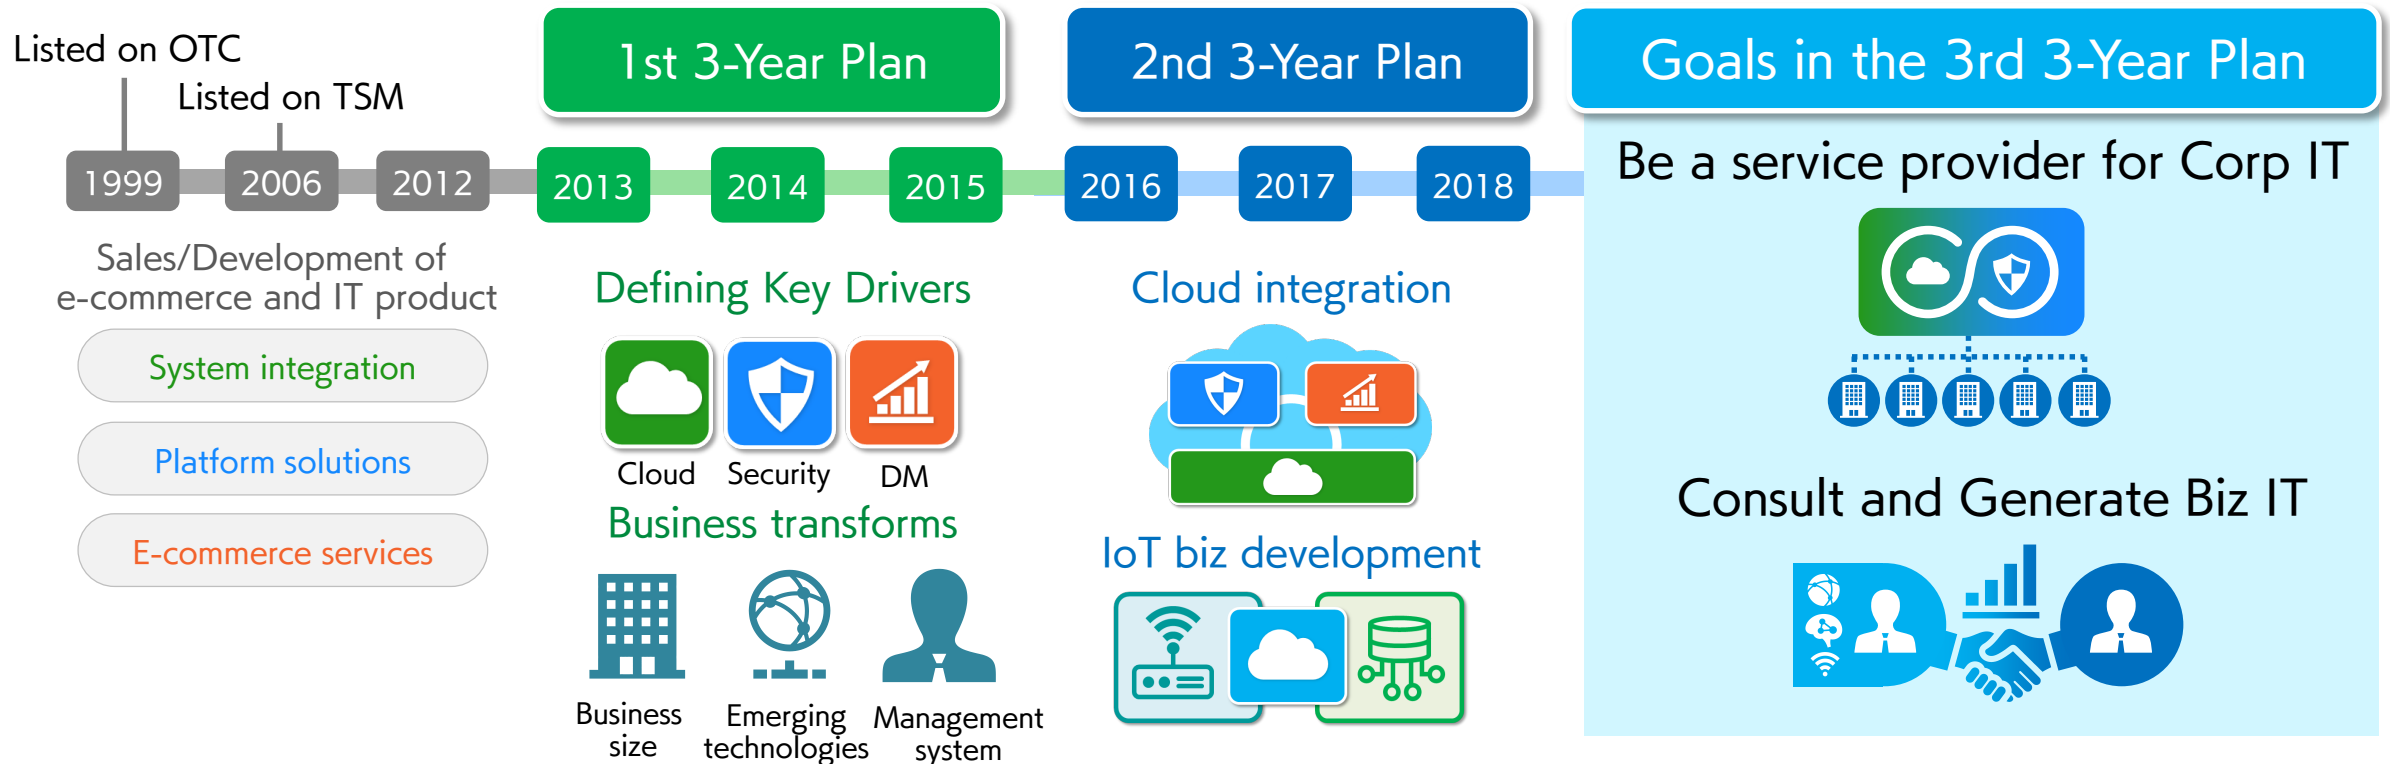 Listed on OTC
Listed on TSM
1999
2006
2012
Sales/Development of
e-commerce and IT product
System integration
Platform solutions
E-commerce services
1st 3-Year Plan
2013
2014
2015
Defining Key Drivers
Cloud
Security
DM
Business transforms
Business
size
Emerging
technologies
Management
system
2nd 3-Year Plan
2016
2017
2018
Cloud integration
IoT biz development
Goals in the 3rd 3-Year Plan
Be a service provider for Corp IT
Consult and Generate Biz IT